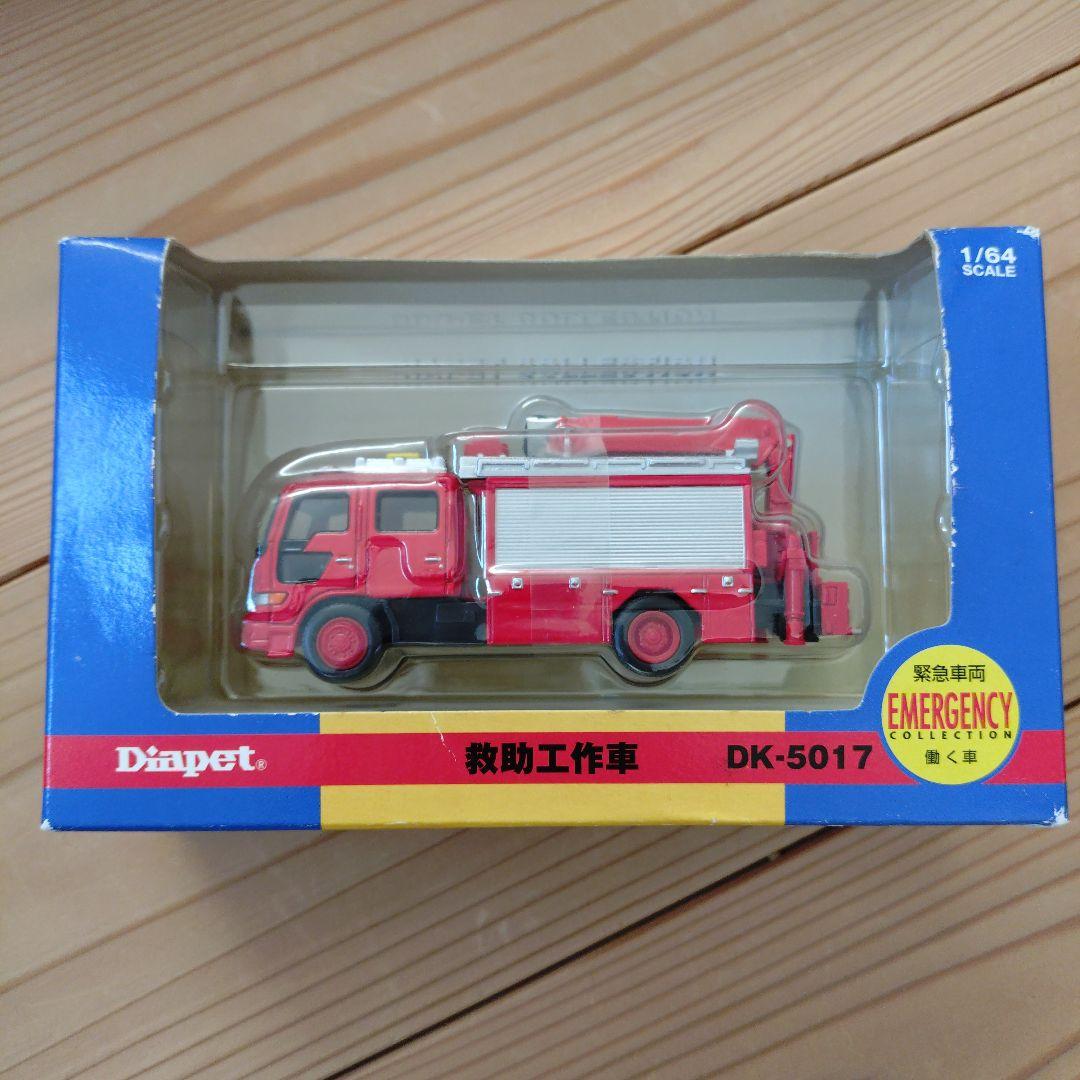 1/64
SCALE
緊急車両
EMERGENCY
COLLECTION
働く車
Diapet®
救助工作車
DK-5017